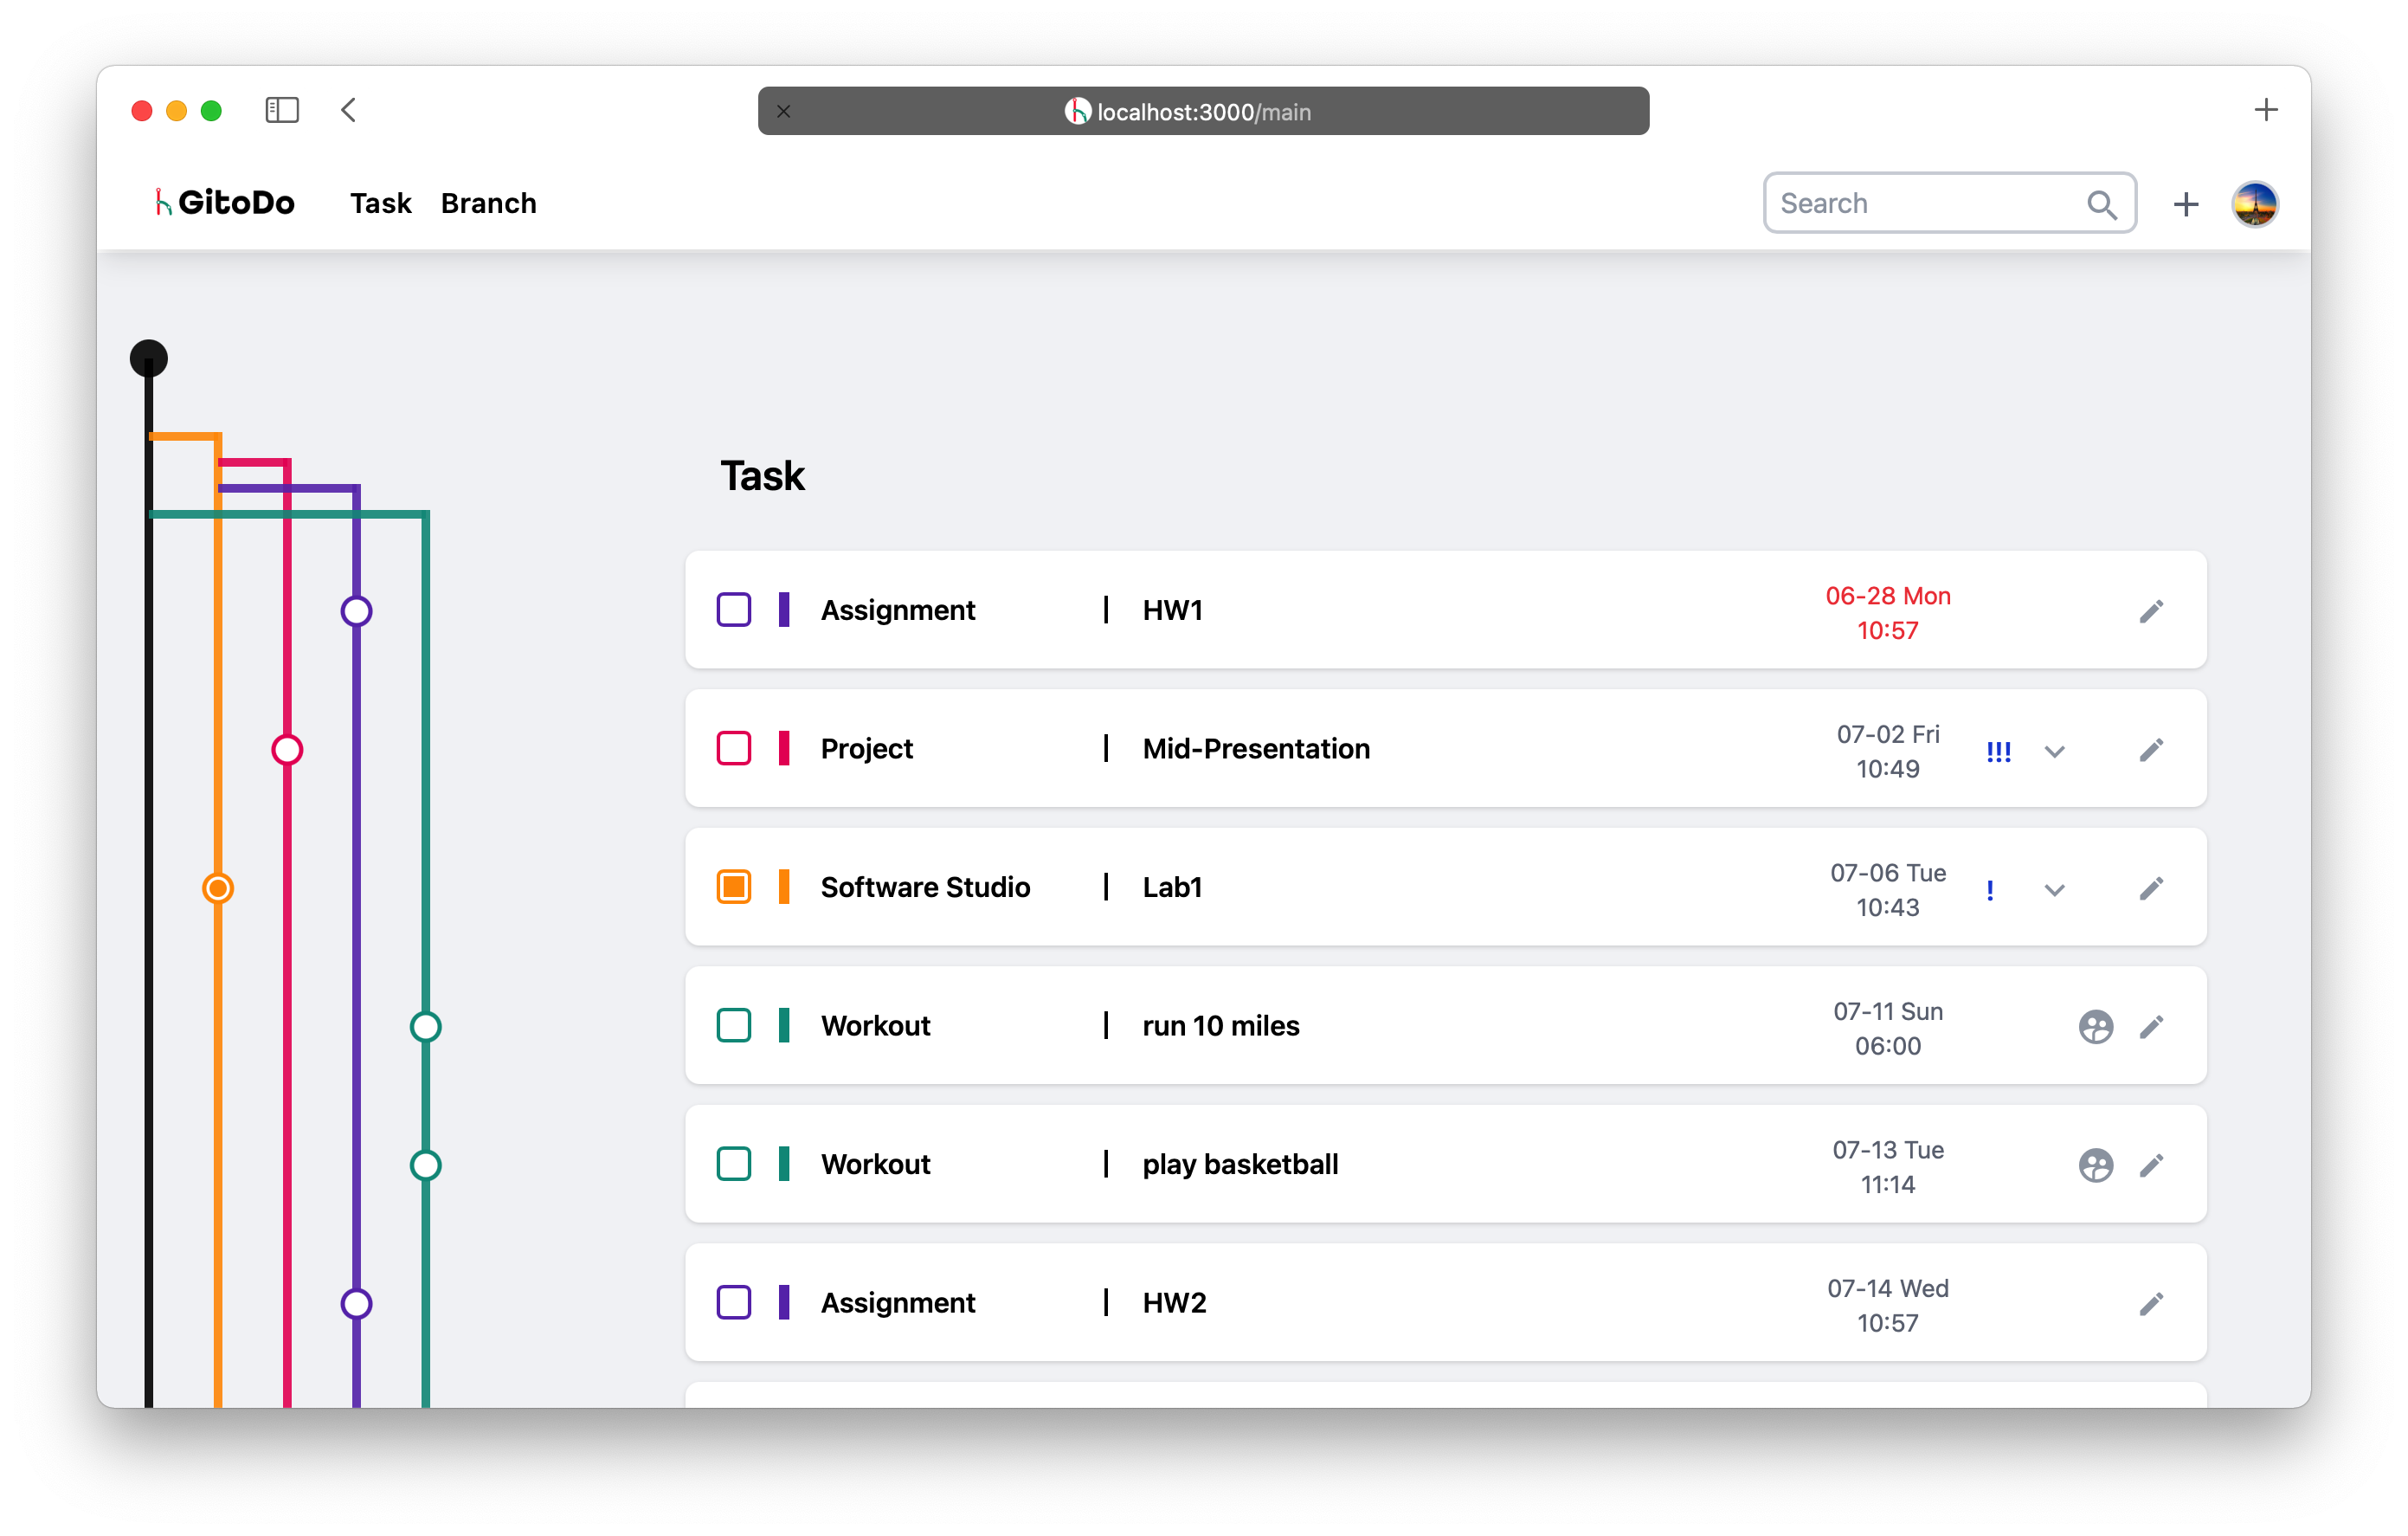 localhost:3000/main
GitoDo Task Branch Search
Task
Assignment | HW1 06-28 Mon
10:57
Project | Mid-Presentation 07-02 Fri !!!
10:49
Software Studio | Lab1 07-06 Tue !
10:43
Workout | run 10 miles 07-11 Sun
06:00
Workout | play basketball 07-13 Tue
11:14
Assignment | HW2 07-14 Wed
10:57